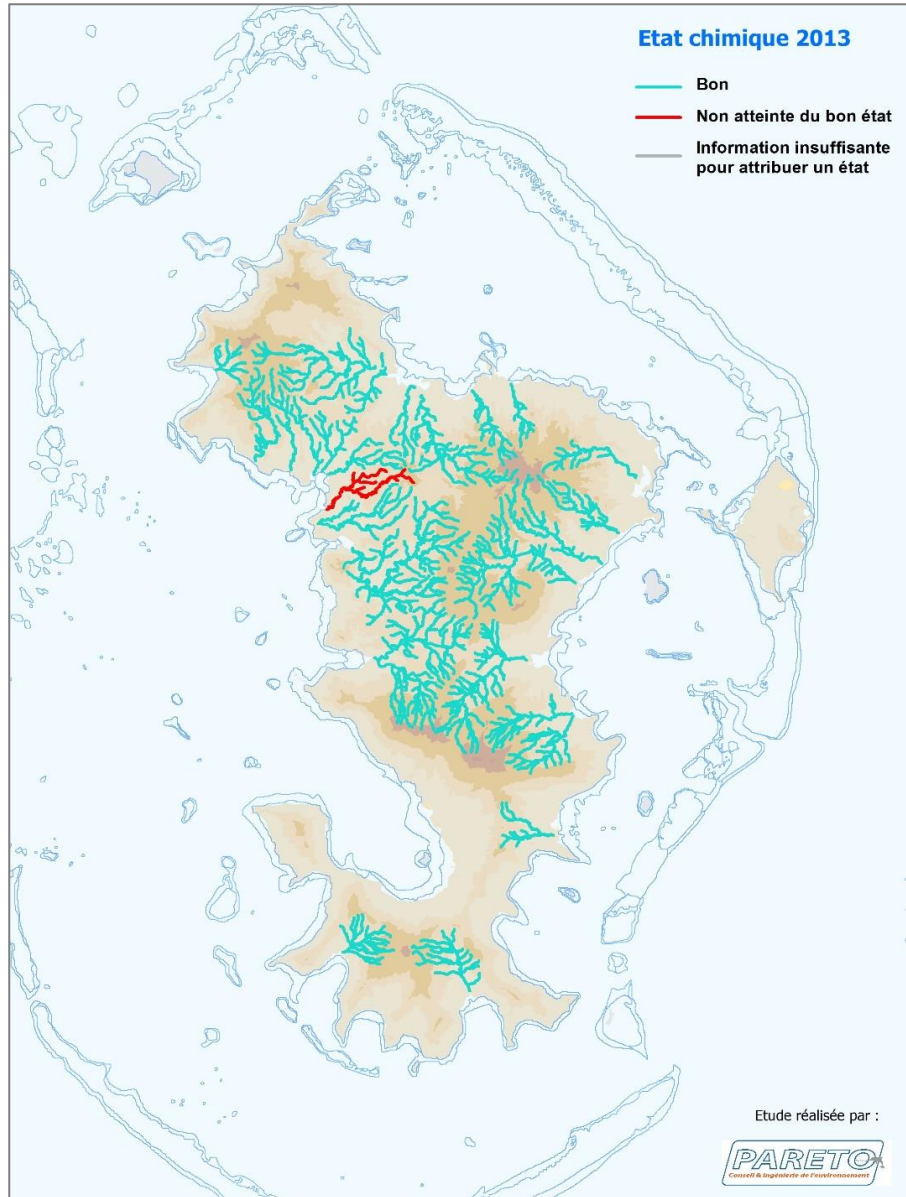 Etat chimique 2013
Bon
Non atteinte du bon état
Information insuffisante
pour attribuer un état
Etude réalisée par :
PARETO
Conseil & Ingénierie de l'environnement